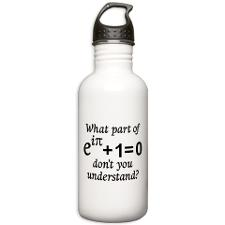 What part of
e^{iπ}+1=0
don't you
understand?